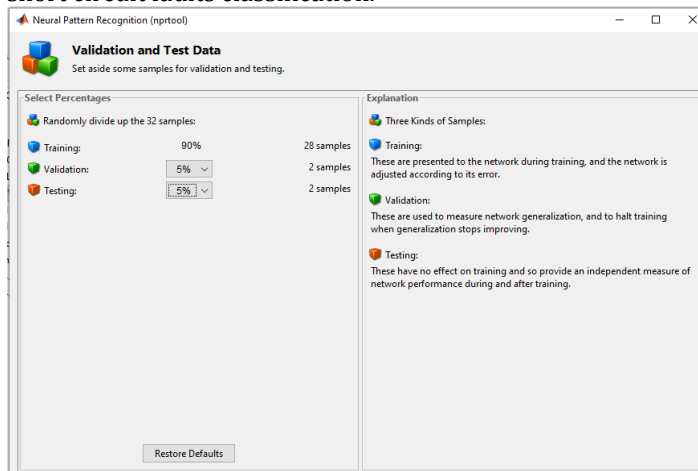 Neural Pattern Recognition (nprtool)
Validation and Test Data
Set aside some samples for validation and testing.
Select Percentages
Randomly divide up the 32 samples:
Training: 90% 28 samples
Validation: 5% 2 samples
Testing: 5% 2 samples
Restore Defaults
Explanation
Three Kinds of Samples:
Training:
These are presented to the network during training, and the network is
adjusted according to its error.
Validation:
These are used to measure network generalization, and to halt training
when generalization stops improving.
Testing:
These have no effect on training and so provide an independent measure of
network performance during and after training.